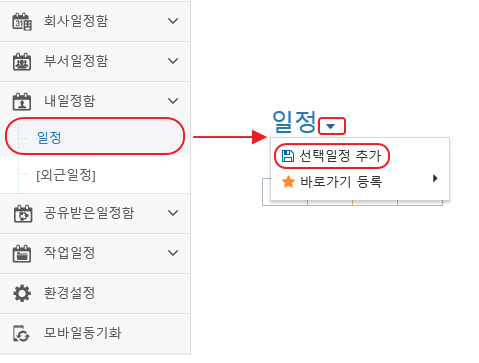 회사일정함
부서일정함
내일정함
일정
[외근일정]
공유받은일정함
작업일정
환경설정
모바일동기화
일정
선택일정 추가
바로가기 등록